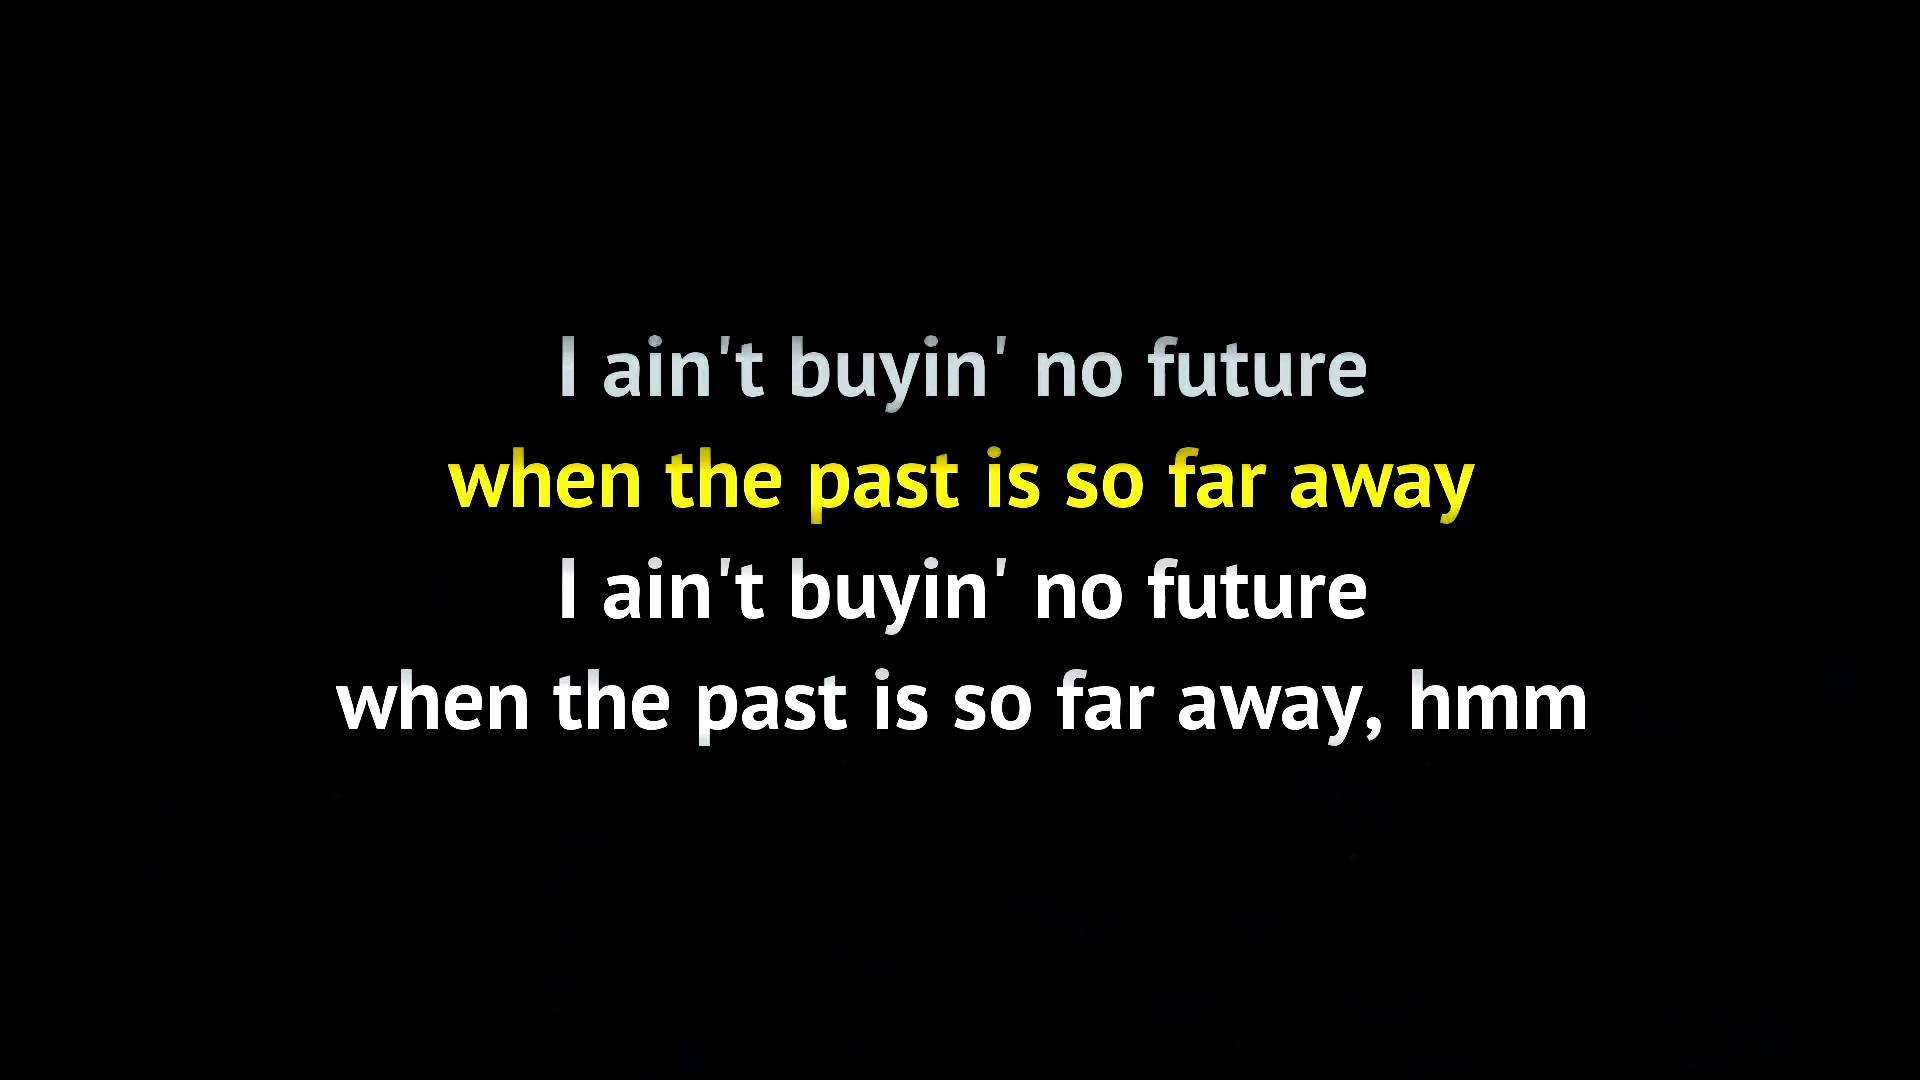 I ain't buyin' no future
when the past is so far away
I ain't buyin' no future
when the past is so far away, hmm